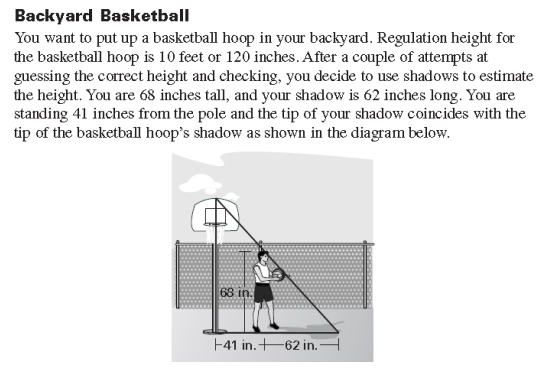 Backyard Basketball
You want to put up a basketball hoop in your backyard. Regulation height for
the basketball hoop is 10 feet or 120 inches. After a couple of attempts at
guessing the correct height and checking, you decide to use shadows to estimate
the height. You are 68 inches tall, and your shadow is 62 inches long. You are
standing 41 inches from the pole and the tip of your shadow coincides with the
tip of the basketball hoop's shadow as shown in the diagram below.
68 in.
41 in.
62 in.